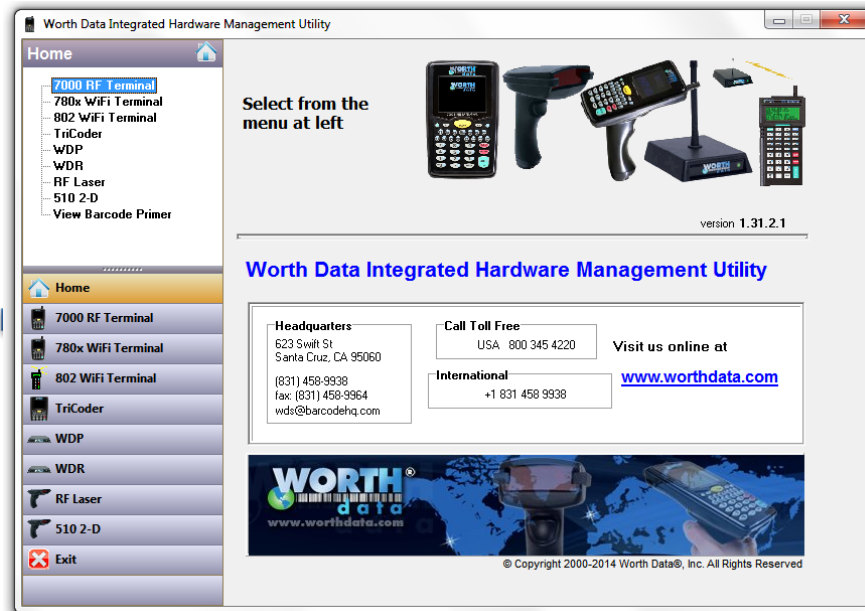 Worth Data Integrated Hardware Management Utility
Home
7000 RF Terminal
780x WiFi Terminal
802 WiFi Terminal
TriCoder
WDP
WDR
RF Laser
510 2-D
View Barcode Primer
Home
7000 RF Terminal
780x WiFi Terminal
802 WiFi Terminal
TriCoder
WDP
WDR
RF Laser
510 2-D
Exit
Select from the
menu at left
WORTH
WORTH
version 1.31.2.1
Worth Data Integrated Hardware Management Utility
Headquarters
623 Swift St
Santa Cruz, CA 95060
(831) 458-9938
fax: (831) 458-9964
wds@barcodehq.com
Call Toll Free
USA 800 345 4220
International
+1 831 458 9938
Visit us online at
www.worthdata.com
WORTH®
data
www.worthdata.com
© Copyright 2000-2014 Worth Data®, Inc. All Rights Reserved